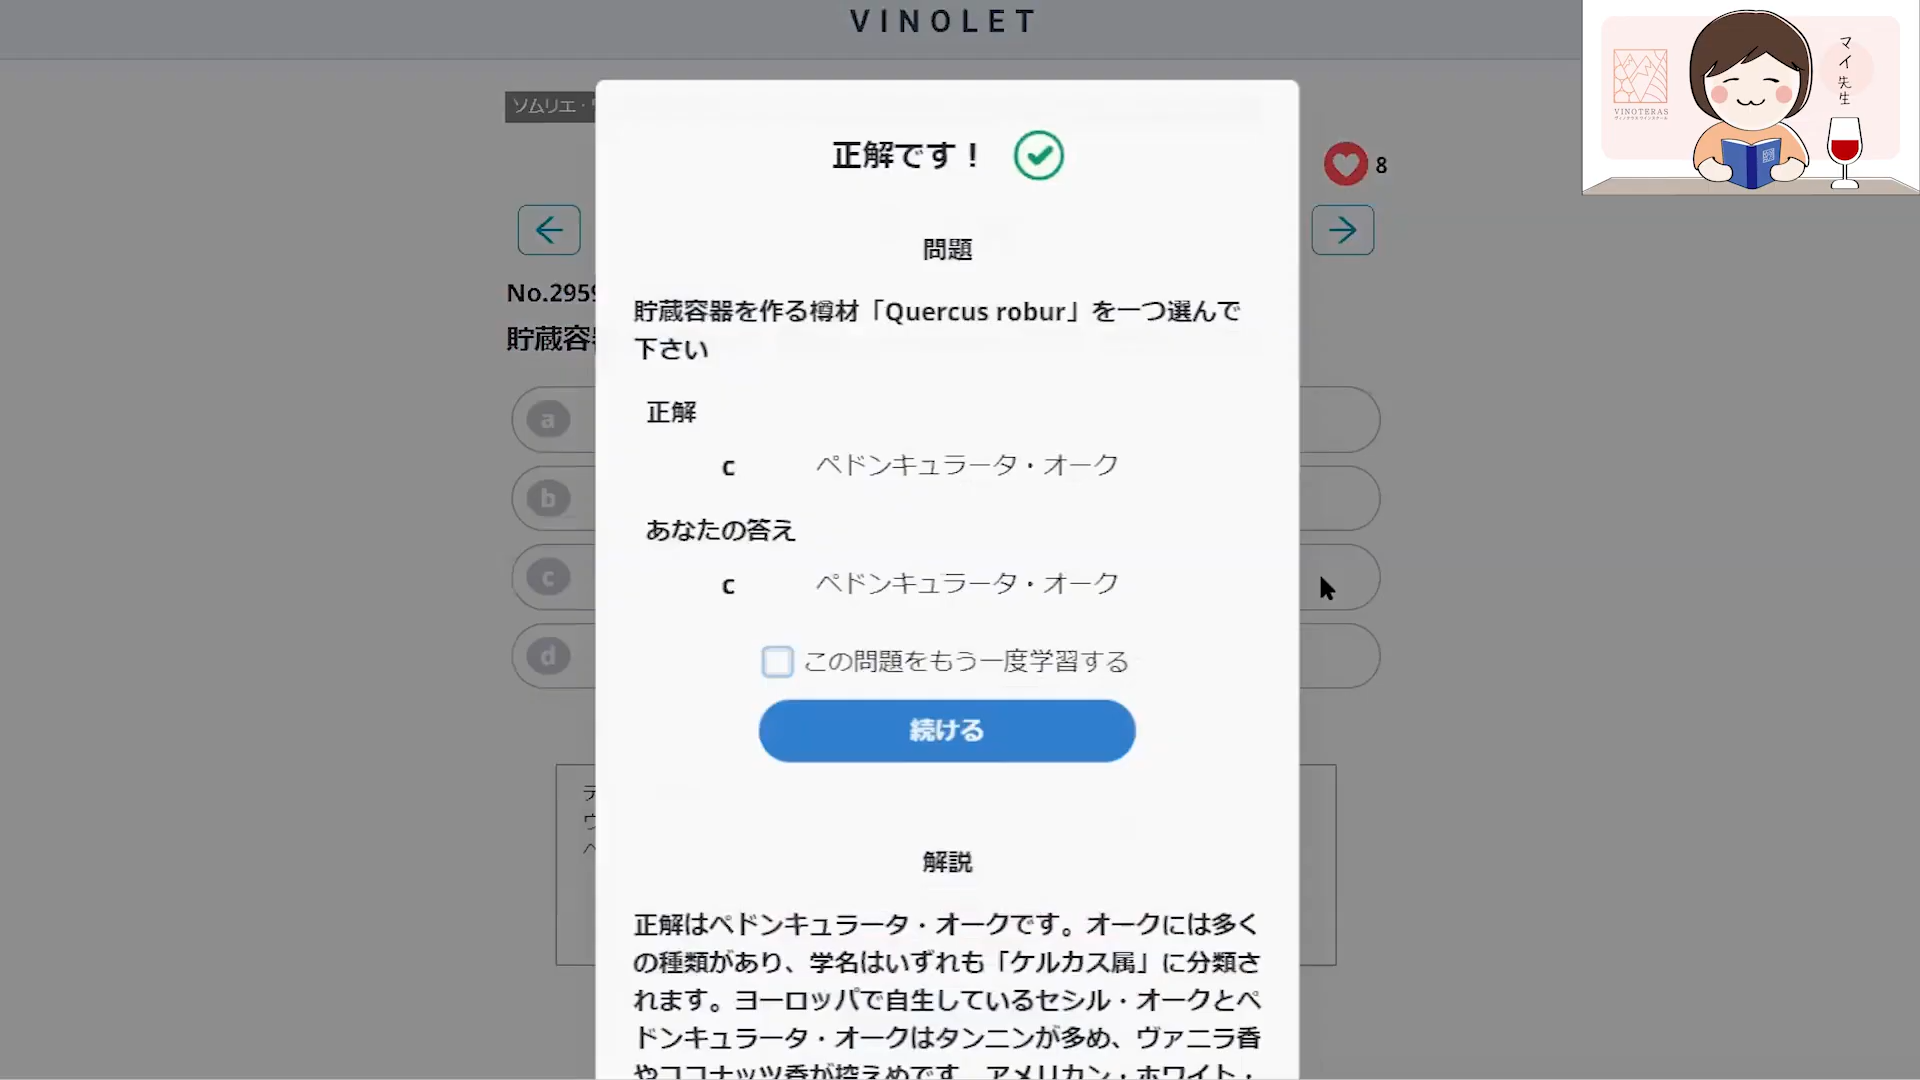 VINOLET
ソムリエ・
マイ先生
VINOTERAS
正解です！
8
問題
No.295
貯蔵容
貯蔵容器を作る樽材「Quercus robur」を一つ選んで
下さい
正解
c ペドンキュラータ・オーク
あなたの答え
c ペドンキュラータ・オーク
a
b
c
d
この問題をもう一度学習する
続ける
解説
正解はペドンキュラータ・オークです。オークには多く
の種類があり、学名はいずれも「ケルカス属」に分類さ
れます。ヨーロッパで自生しているセシル・オークとペ
ドンキュラータ・オークはタンニンが多め、ヴァニラ香
やココナッツ香が控えめです。アメリカン・ホワイト・